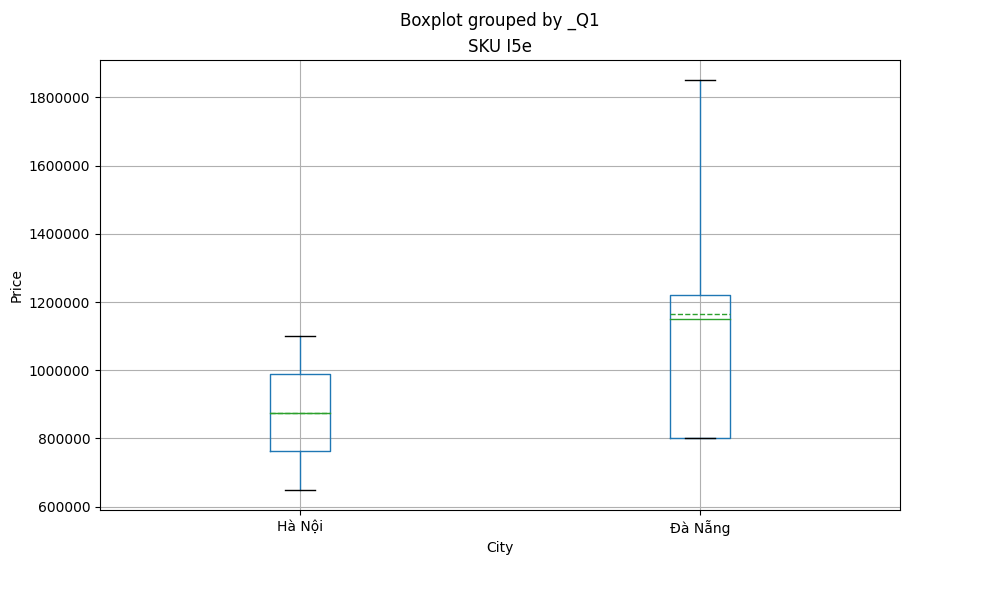 Boxplot grouped by _Q1
SKU I5e
1800000
1600000
1400000
1200000
1000000
800000
600000
Price
Hà Nội
Đà Nẵng
City